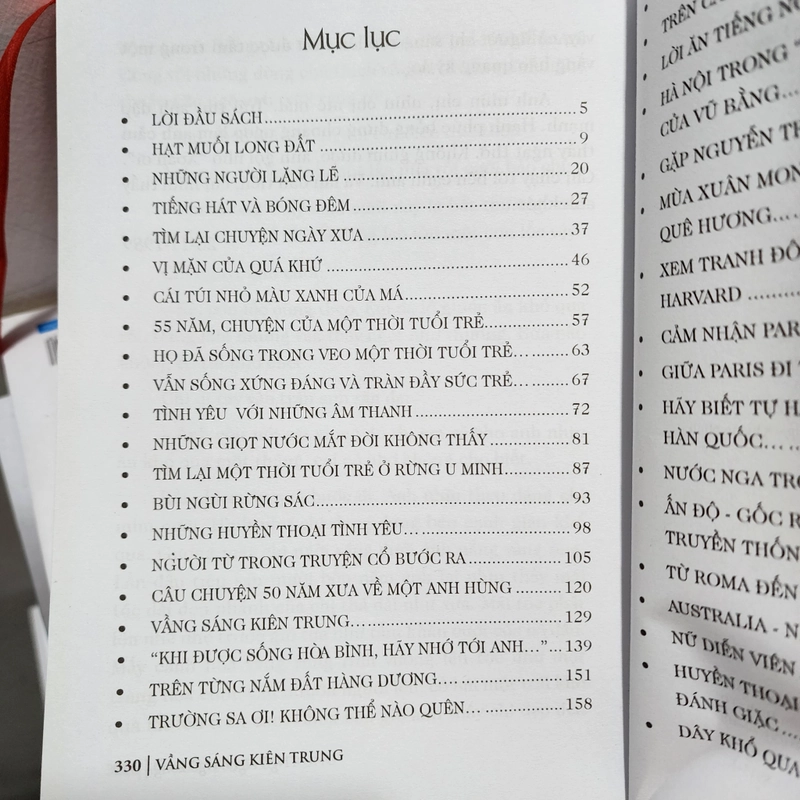 Mục lục
• LỜI ĐẦU SÁCH.....5
• HẠT MUỐI LONG ĐẤT.....9
• NHỮNG NGƯỜI LẶNG LẼ.....20
• TIẾNG HÁT VÀ BÓNG ĐÊM.....27
• TÌM LẠI CHUYỆN NGÀY XƯA.....37
• VỊ MẶN CỦA QUÁ KHỨ.....46
• CÁI TÚI NHỎ MÀU XANH CỦA MÁ.....52
• 55 NĂM, CHUYỆN CỦA MỘT THỜI TUỔI TRẺ.....57
• HỌ ĐÃ SỐNG TRONG VEO MỘT THỜI TUỔI TRẺ...63
• VẪN SỐNG XỨNG ĐÁNG VÀ TRÀN ĐẦY SỨC TRẺ...67
• TÌNH YÊU VỚI NHỮNG ÂM THANH.....72
• NHỮNG GIỌT NƯỚC MẮT ĐỜI KHÔNG THẤY.....81
• TÌM LẠI MỘT THỜI TUỔI TRẺ Ở RỪNG U MINH.....87
• BÙI NGÙI RỪNG SÁC.....93
• NHỮNG HUYỀN THOẠI TÌNH YÊU.....98
• NGƯỜI TỪ TRONG TRUYỆN CỔ BƯỚC RA.....105
• CÂU CHUYỆN 50 NĂM XƯA VỀ MỘT ANH HÙNG.....120
• VẦNG SÁNG KIÊN TRUNG.....129
• “KHI ĐƯỢC SỐNG HÒA BÌNH, HÃY NHỚ TỚI ANH...”...139
• TRÊN TỪNG NẮM ĐẤT HÀNG DƯƠNG.....151
• TRƯỜNG SA ƠI! KHÔNG THỂ NÀO QUÊN.....158
330 | VẦNG SÁNG KIÊN TRUNG
• TRÊN
• LỜI ĂN TIẾNG
• HÀ NỘI TRONG “
CỦA VŨ BẰNG...
• GẶP NGUYỄN
• MÙA XUÂN
QUÊ HƯƠNG...
• XEM TRANH
HARVARD
• CẢM NHẬN
• GIỮA PARIS ĐI
• HÃY BIẾT TỰ
HÀN QUỐC...
• NƯỚC NGA
• ẤN ĐỘ - GỐC
TRUYỀN THỐN
• TỪ ROMA ĐẾN
• AUSTRALIA -
• NỮ DIỄN VIÊN
• HUYỀN THOẠI
ĐÁNH GIẶC...
• DÂY KHỔ QUA